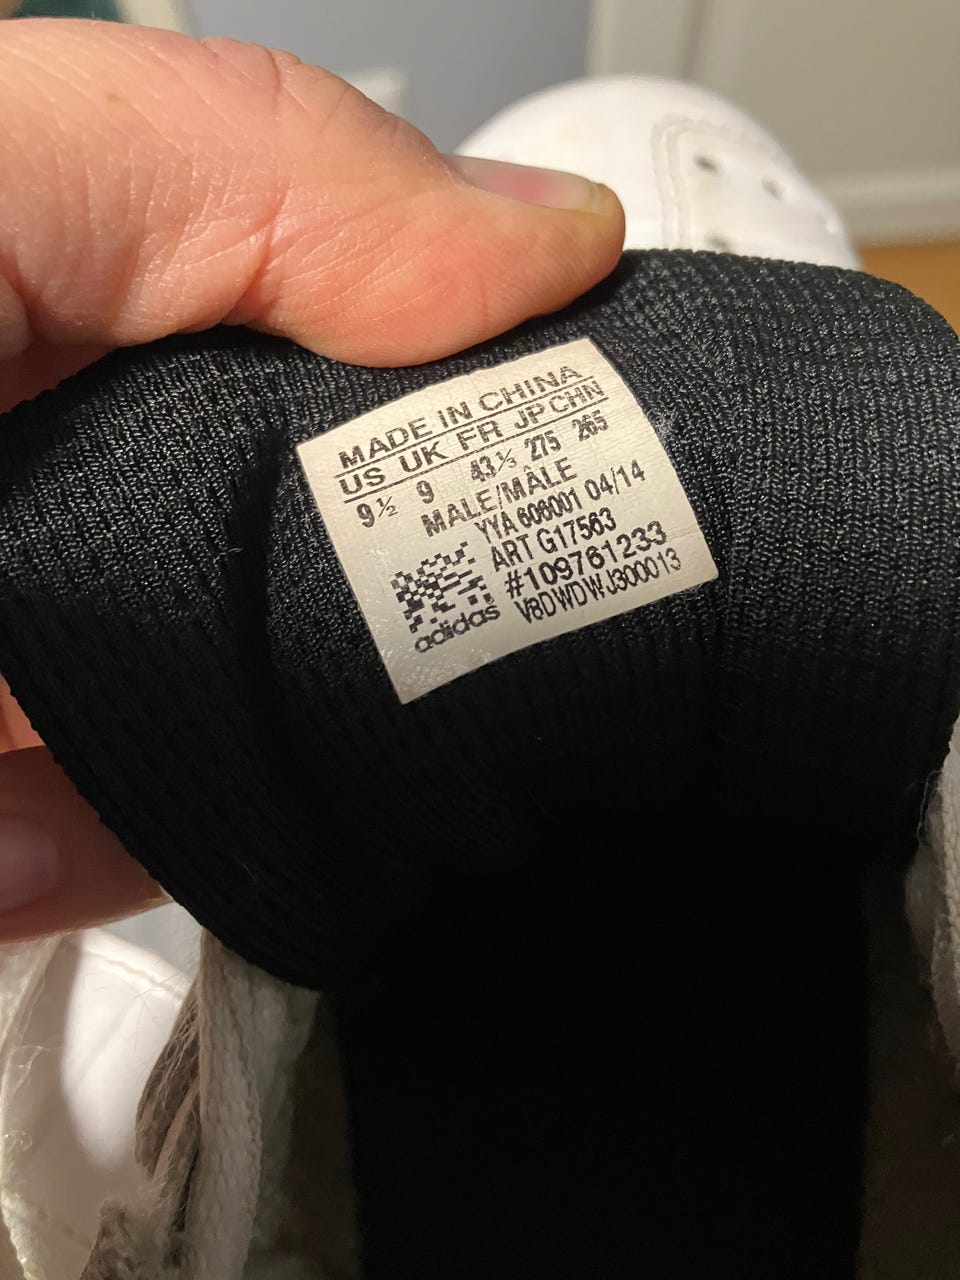 MADE IN CHINA
US UK FR JP CHN
9½ 9 43⅓ 275 265
MALE/MÂLE
YYA 606001 04/14
ART G17563
#109761233
V8DWDWJ300013
adidas